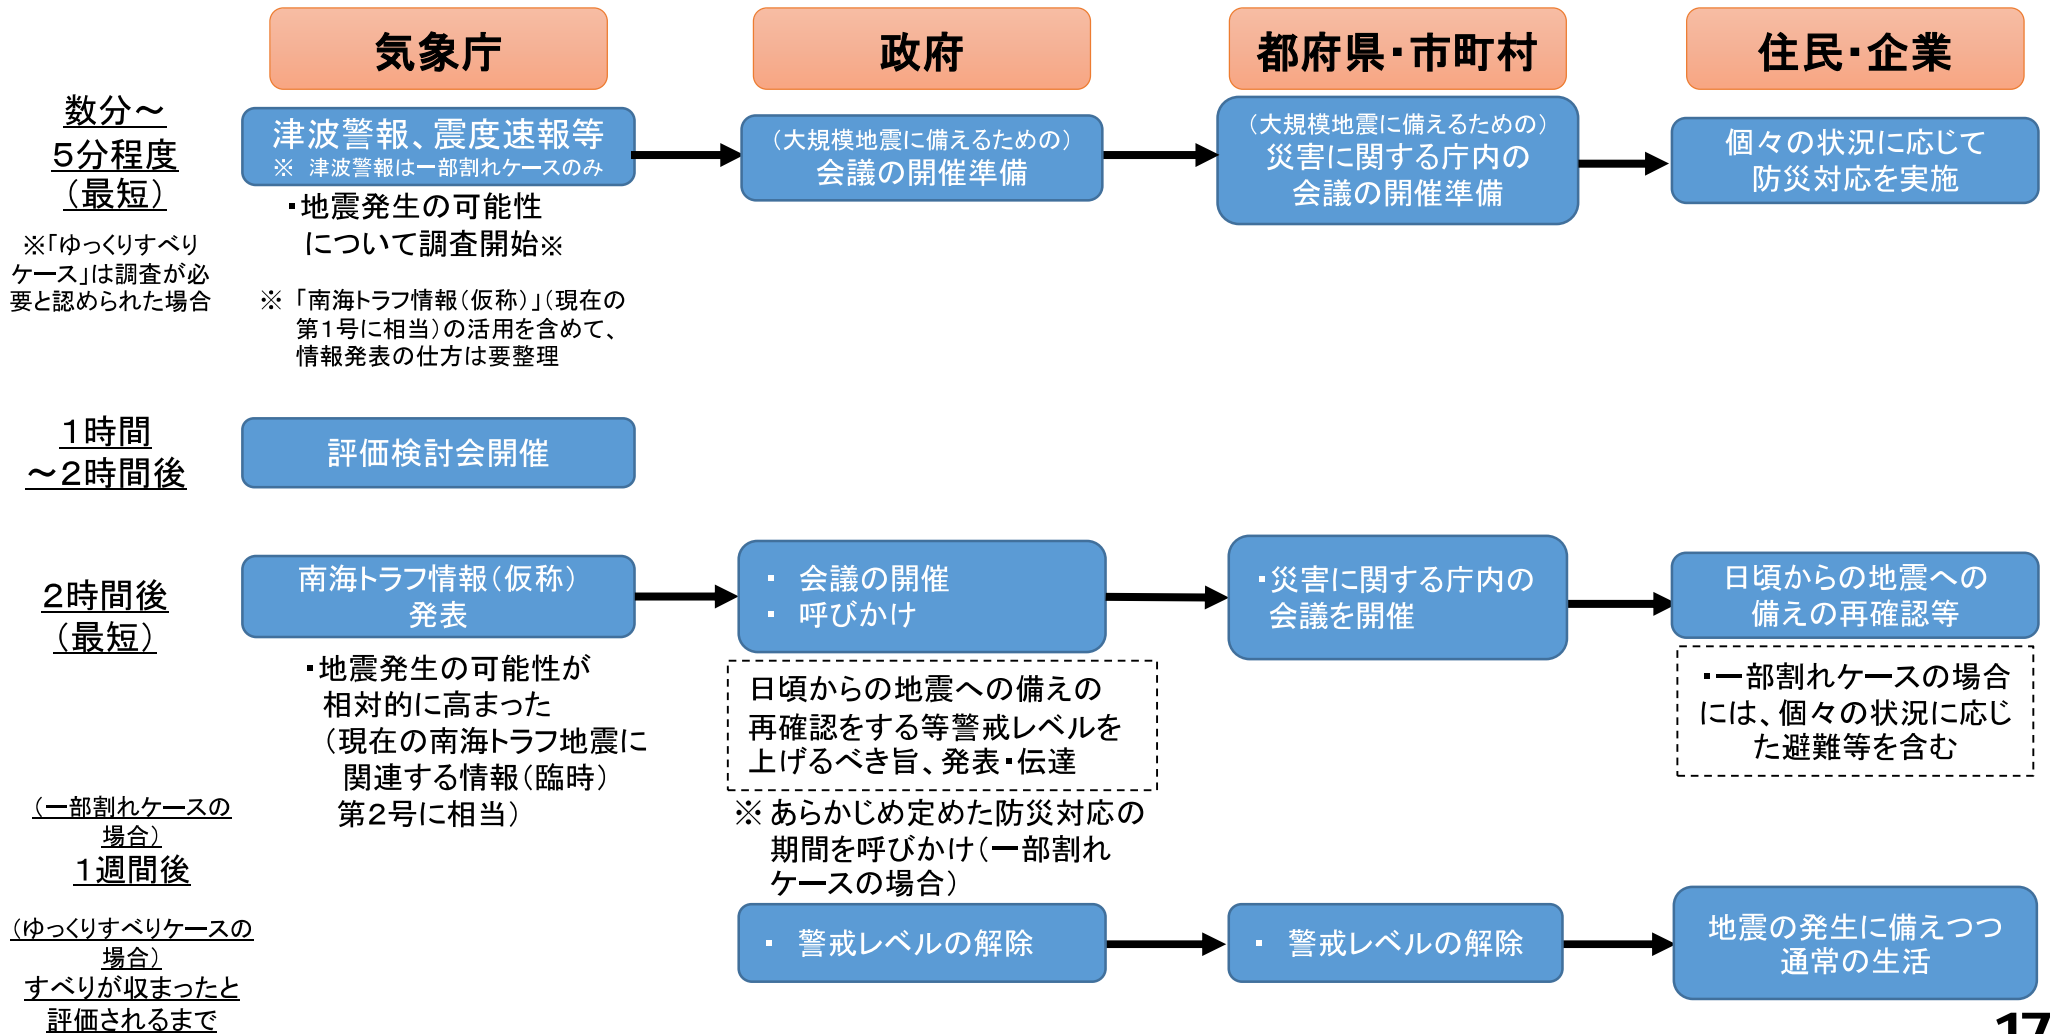 気象庁
政府
都府県・市町村
住民・企業
数分～
５分程度
（最短）
※「ゆっくりすべり
ケース」は調査が必
要と認められた場合
津波警報、震度速報等
※ 津波警報は一部割れケースのみ
・地震発生の可能性
について調査開始※
※ 「南海トラフ情報（仮称）」（現在の
第１号に相当）の活用を含めて、
情報発表の仕方は要整理
（大規模地震に備えるための）
会議の開催準備
（大規模地震に備えるための）
災害に関する庁内の
会議の開催準備
個々の状況に応じて
防災対応を実施
１時間
～２時間後
評価検討会開催
２時間後
（最短）
南海トラフ情報（仮称）
発表
・地震発生の可能性が
相対的に高まった
（現在の南海トラフ地震に
関連する情報（臨時）
第２号に相当）
・ 会議の開催
・ 呼びかけ
日頃からの地震への備えの
再確認をする等警戒レベルを
上げるべき旨、発表・伝達
※ あらかじめ定めた防災対応の
期間を呼びかけ（一部割れ
ケースの場合）
・災害に関する庁内の
会議を開催
日頃からの地震への
備えの再確認等
・一部割れケースの場合
には、個々の状況に応じ
た避難等を含む
（一部割れケースの
場合）
１週間後
（ゆっくりすべりケースの
場合）
すべりが収まったと
評価されるまで
・ 警戒レベルの解除
・ 警戒レベルの解除
地震の発生に備えつつ
通常の生活
17